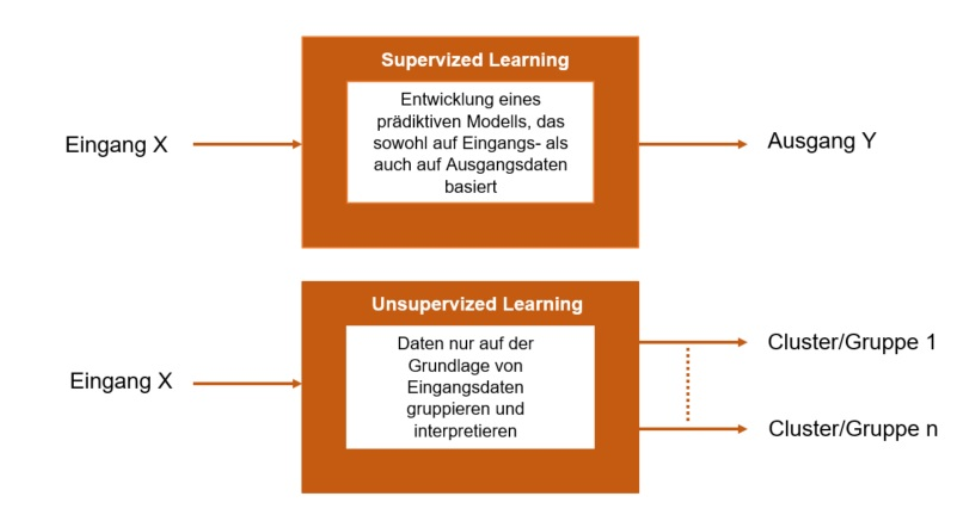 Supervized Learning
Entwicklung eines
prädiktiven Modells, das
sowohl auf Eingangs- als
auch auf Ausgangsdaten
basiert
Eingang X
Ausgang Y
Unsupervized Learning
Daten nur auf der
Grundlage von
Eingangsdaten
gruppieren und
interpretieren
Eingang X
Cluster/Gruppe 1
Cluster/Gruppe n